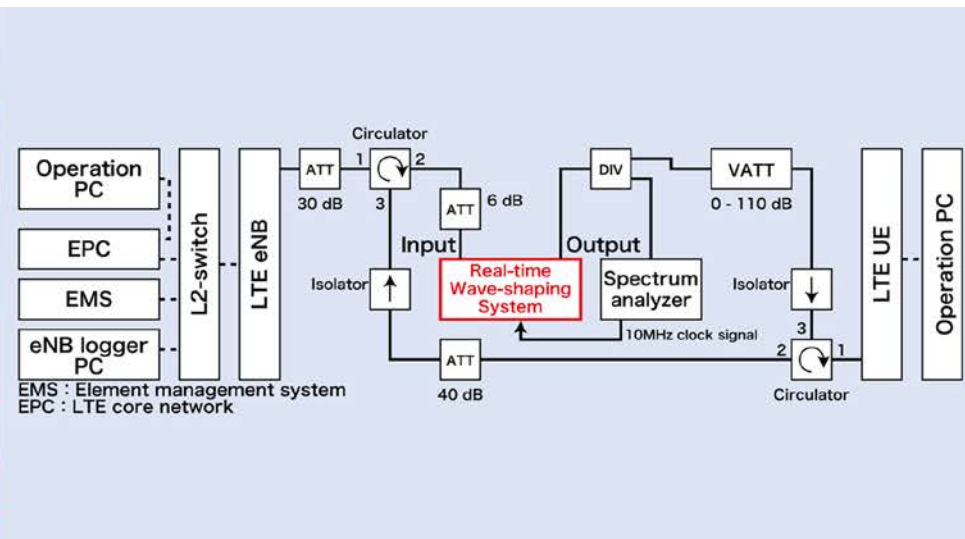 Circulator
Operation
PC
EPC
EMS
eNB logger
PC
L2-switch
LTE eNB
ATT
30 dB
1
2
3
ATT
6 dB
Input
Isolator
Real-time
Wave-shaping
System
DIV
Output
Spectrum
analyzer
10MHz clock signal
VATT
0 - 110 dB
Isolator
3
2
1
Circulator
ATT
40 dB
LTE UE
Operation PC
EMS : Element management system
EPC : LTE core network